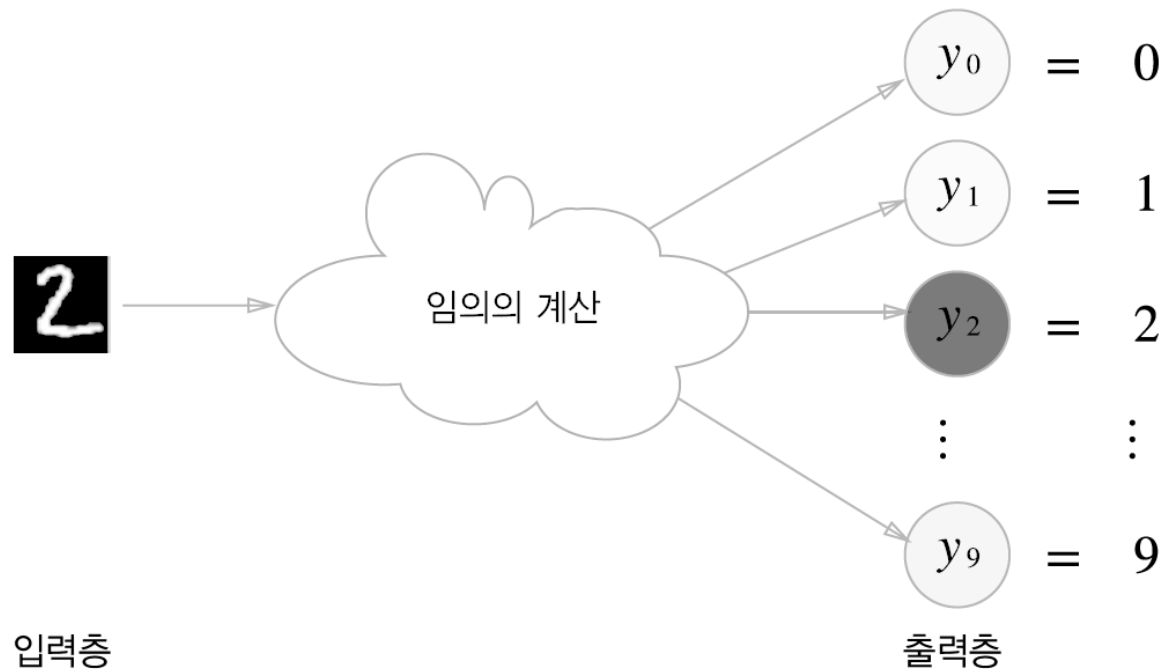 y0 = 0
y1 = 1
2
임의의 계산
y2 = 2
⋮ ⋮
y9 = 9
입력층 출력층